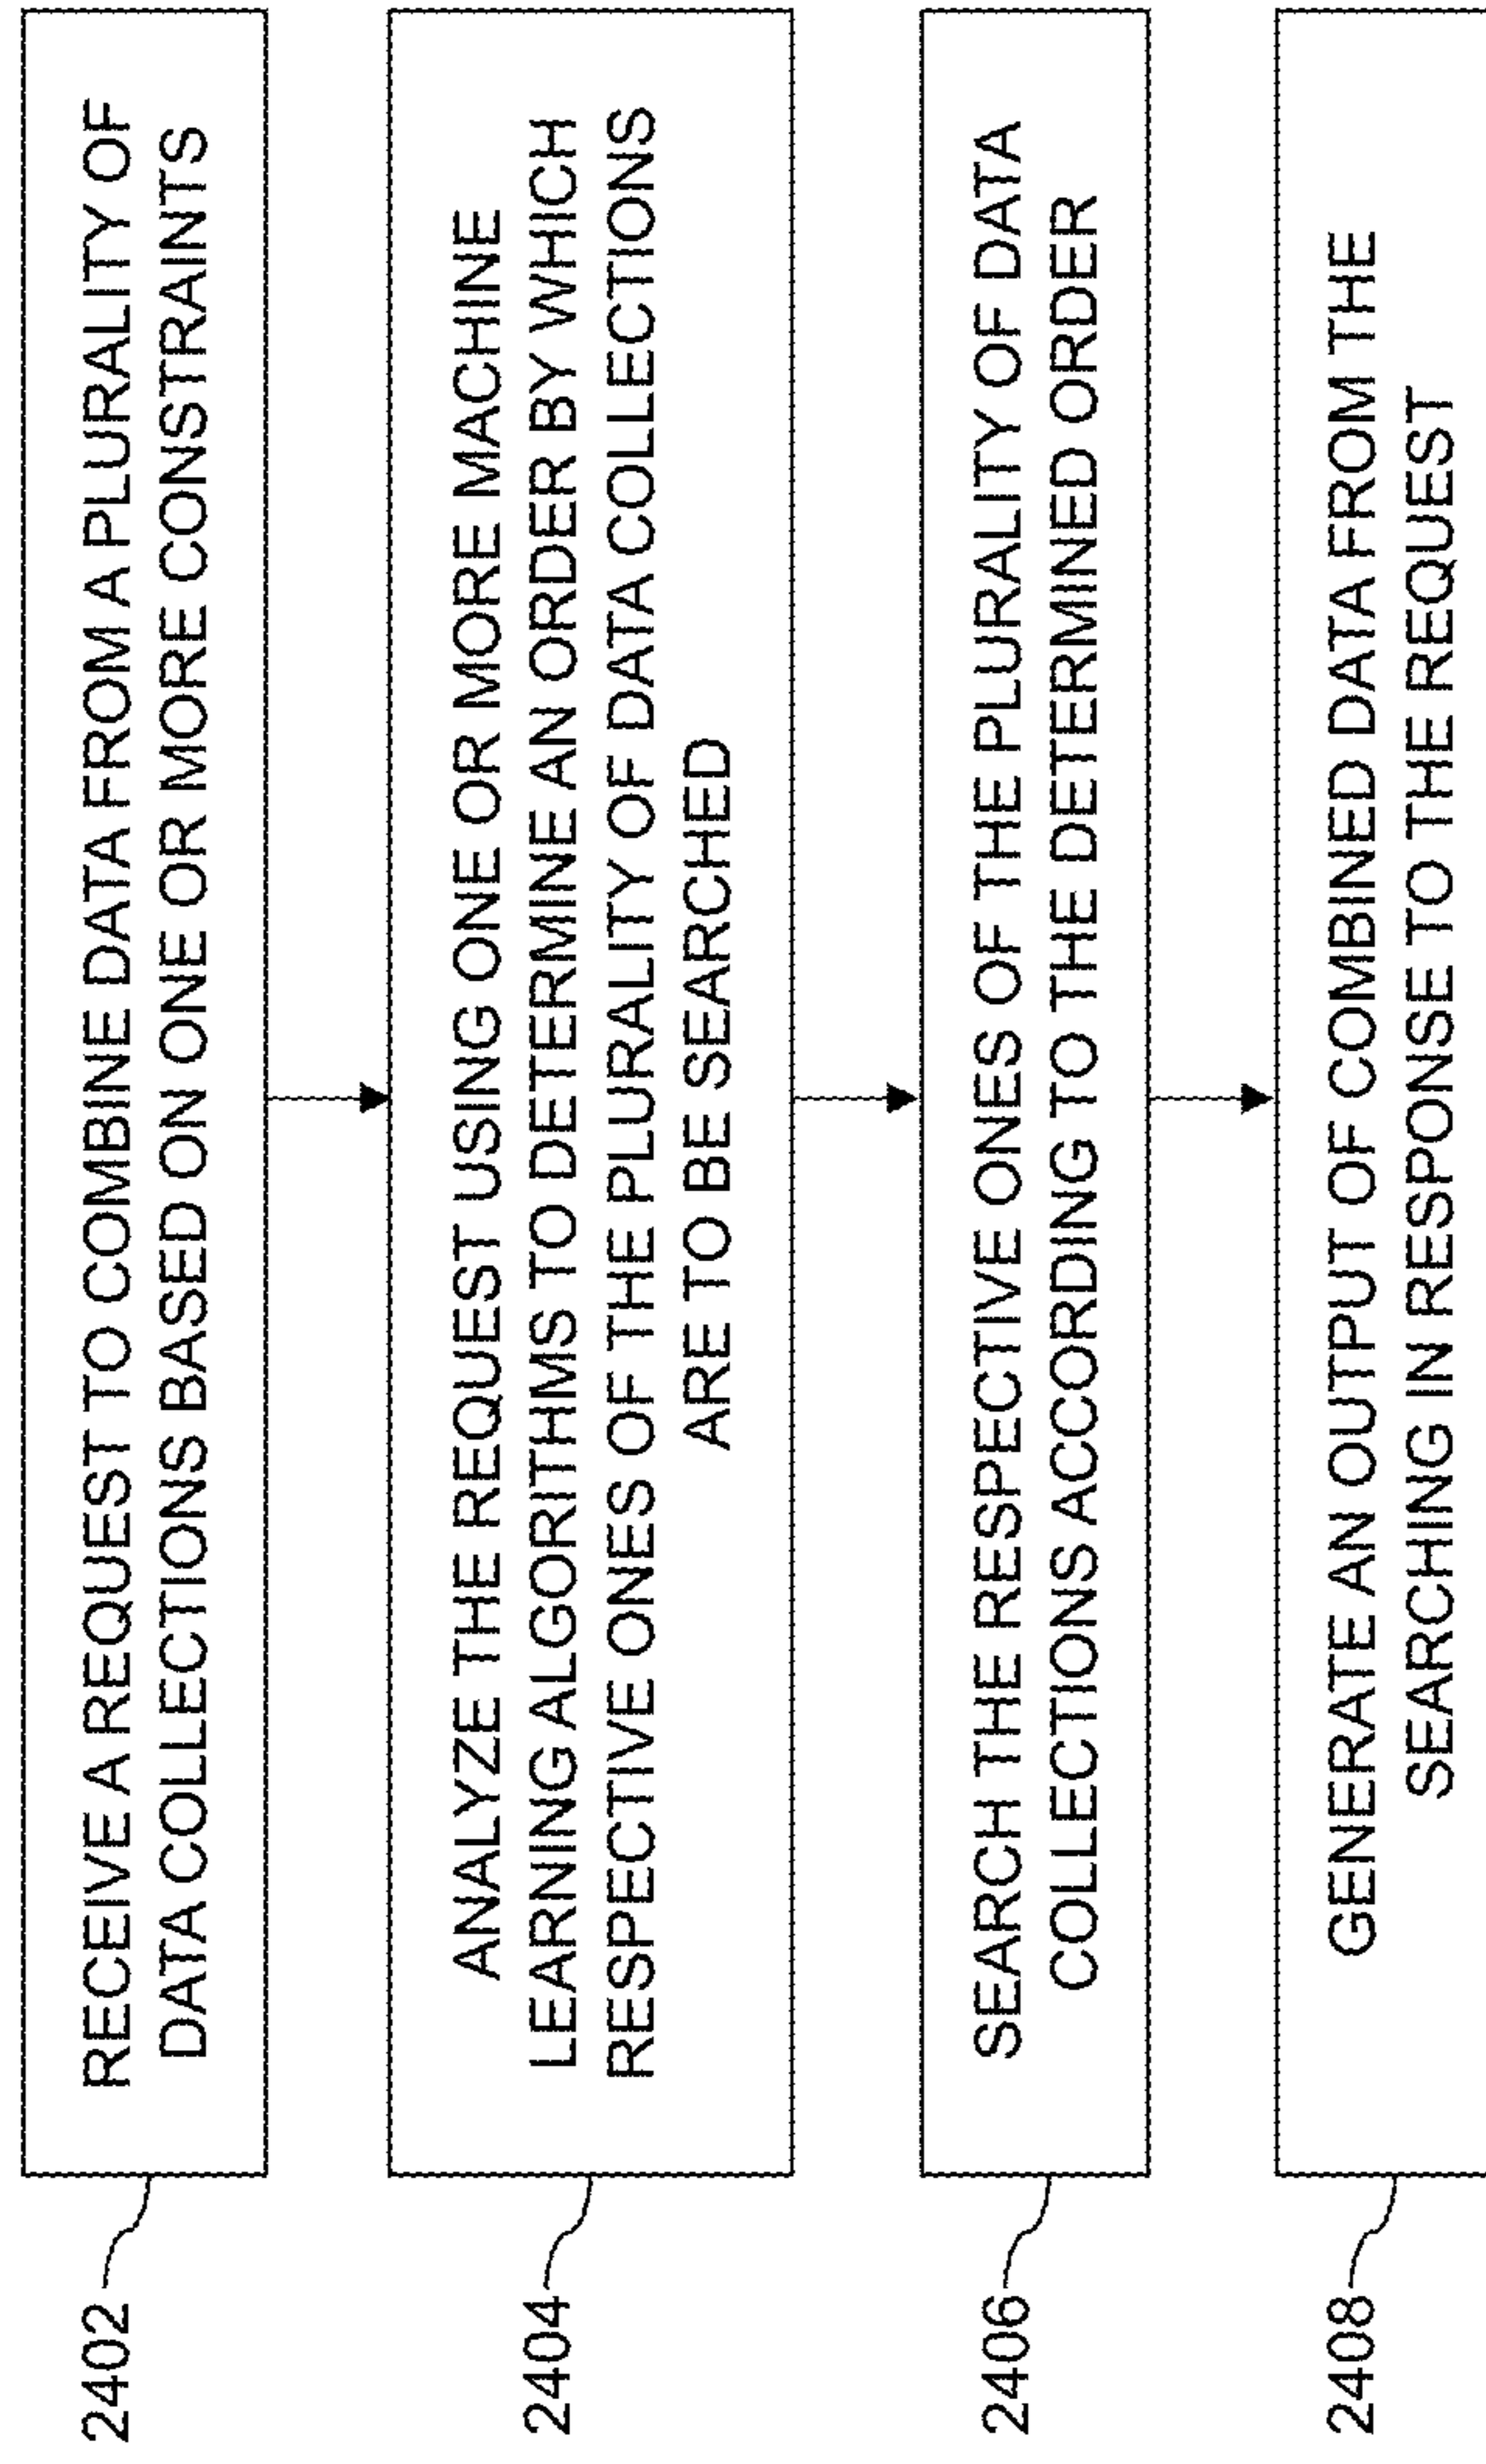 2402
RECEIVE A REQUEST TO COMBINE DATA FROM A PLURALITY OF
DATA COLLECTIONS BASED ON ONE OR MORE CONSTRAINTS
2404
ANALYZE THE REQUEST USING ONE OR MORE MACHINE
LEARNING ALGORITHMS TO DETERMINE AN ORDER BY WHICH
RESPECTIVE ONES OF THE PLURALITY OF DATA COLLECTIONS
ARE TO BE SEARCHED
2406
SEARCH THE RESPECTIVE ONES OF THE PLURALITY OF DATA
COLLECTIONS ACCORDING TO THE DETERMINED ORDER
2408
GENERATE AN OUTPUT OF COMBINED DATA FROM THE
SEARCHING IN RESPONSE TO THE REQUEST